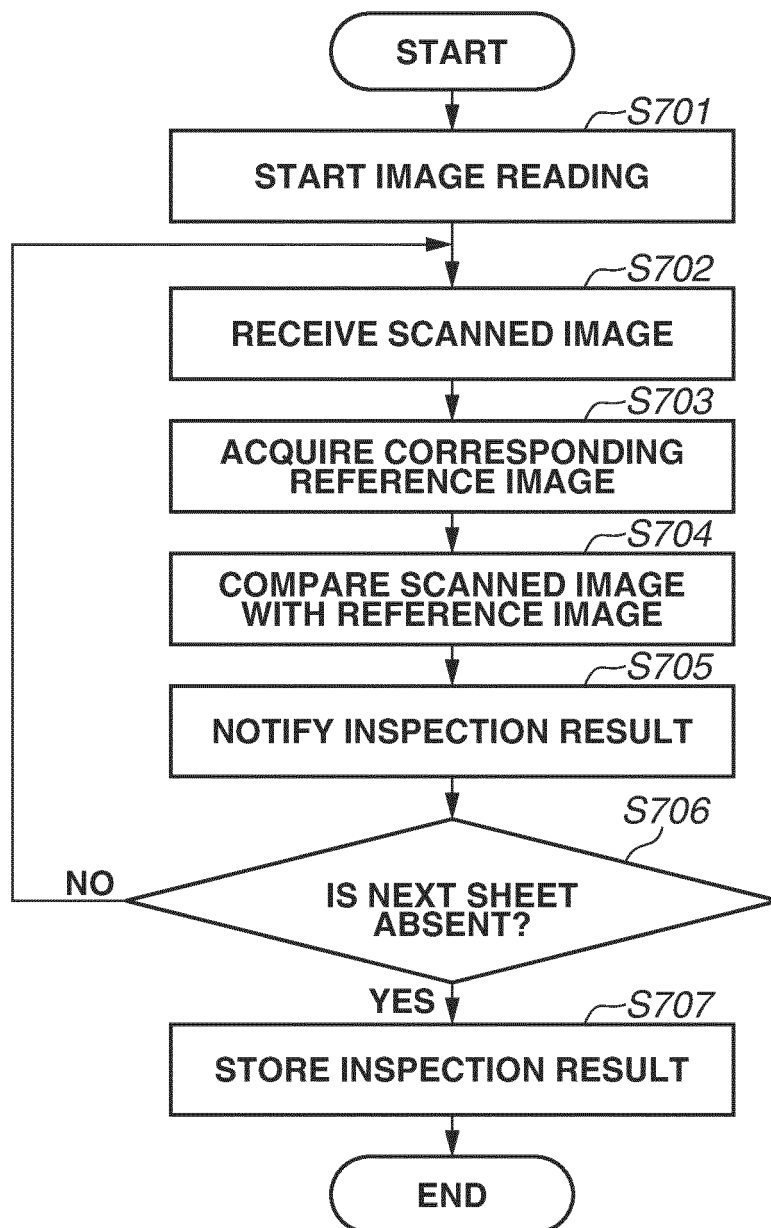 START
S701
START IMAGE READING
S702
RECEIVE SCANNED IMAGE
S703
ACQUIRE CORRESPONDING
REFERENCE IMAGE
S704
COMPARE SCANNED IMAGE
WITH REFERENCE IMAGE
S705
NOTIFY INSPECTION RESULT
S706
NO
IS NEXT SHEET
ABSENT?
YES
S707
STORE INSPECTION RESULT
END